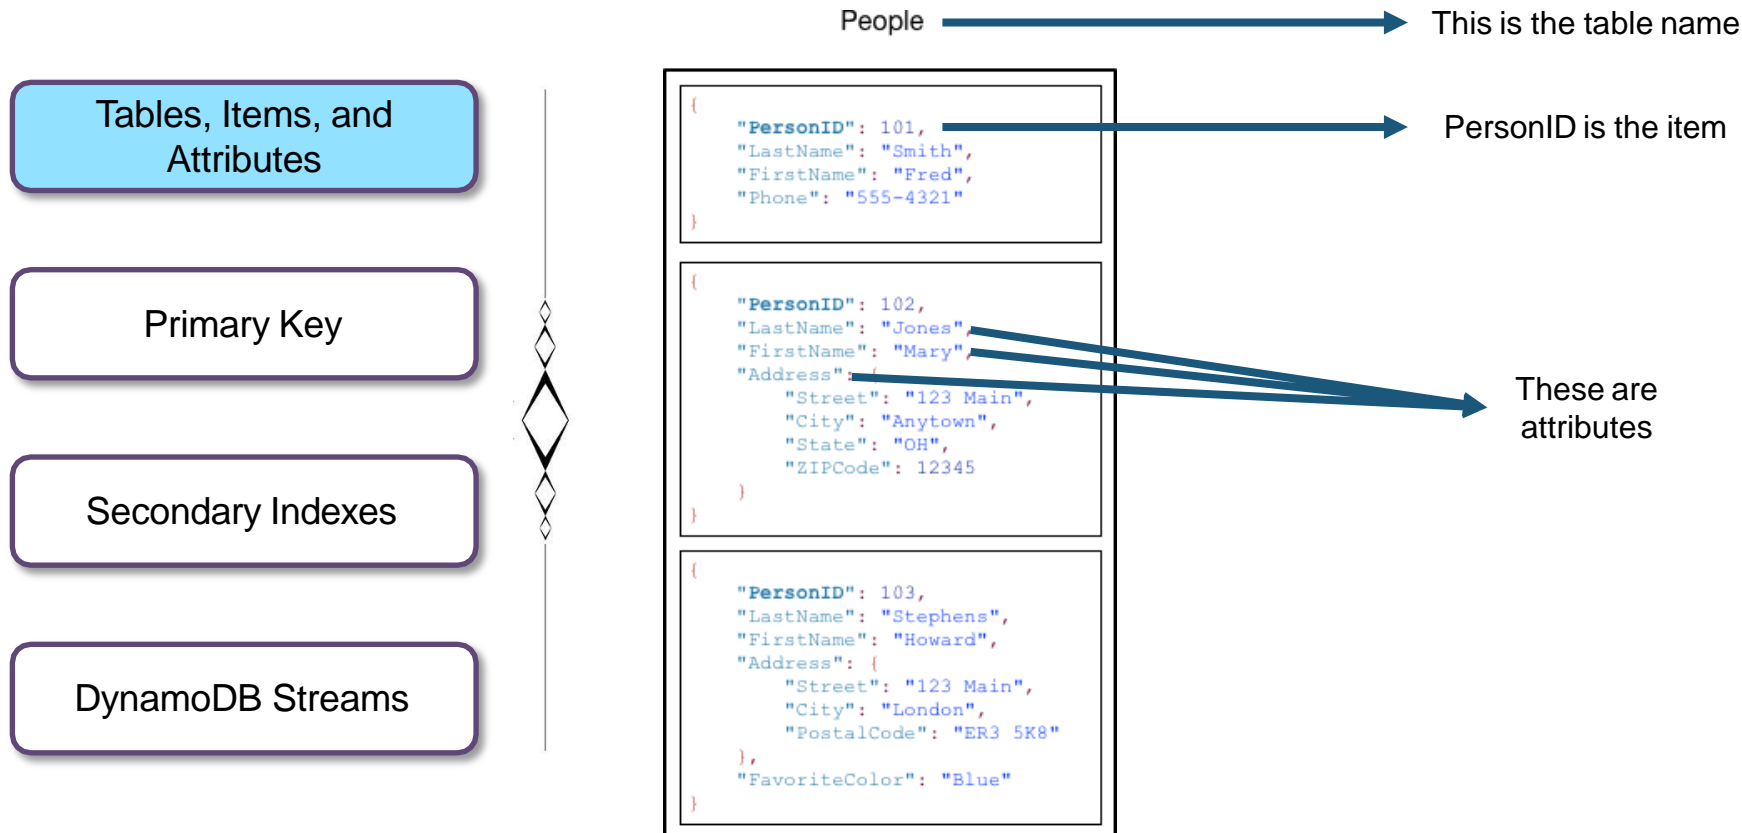 People
This is the table name
Tables, Items, and
Attributes
Primary Key
Secondary Indexes
DynamoDB Streams
{
"PersonID": 101,
"LastName": "Smith",
"FirstName": "Fred",
"Phone": "555-4321"
}
PersonID is the item
{
"PersonID": 102,
"LastName": "Jones",
"FirstName": "Mary",
"Address": {
"Street": "123 Main",
"City": "Anytown",
"State": "OH",
"ZIPCode": 12345
}
}
These are
attributes
{
"PersonID": 103,
"LastName": "Stephens",
"FirstName": "Howard",
"Address": {
"Street": "123 Main",
"City": "London",
"PostalCode": "ER3 5K8"
},
"FavoriteColor": "Blue"
}